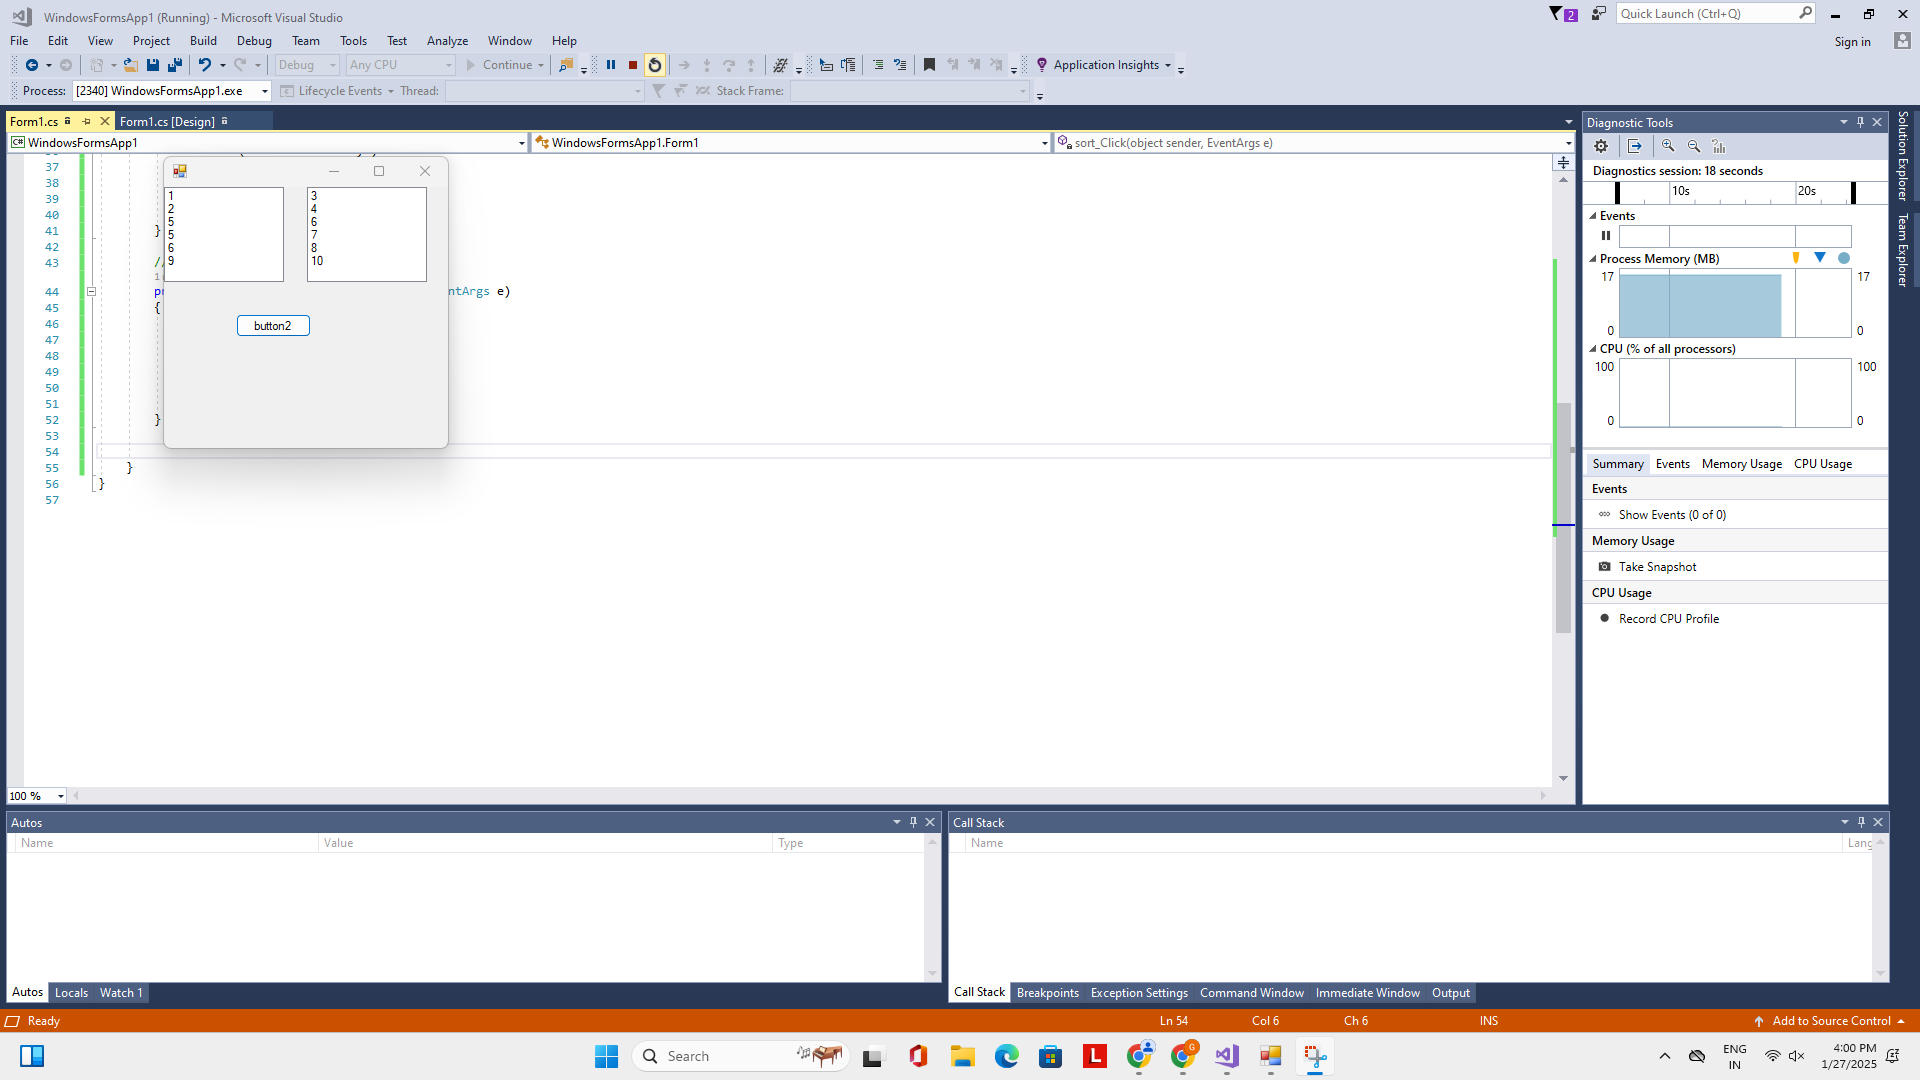 WindowsFormsApp1 (Running) - Microsoft Visual Studio
2
Quick Launch (Ctrl+Q)
File Edit View Project Build Debug Team Tools Test Analyze Window Help
Sign in
Debug Any CPU Continue Application Insights
Process: [2340] WindowsFormsApp1.exe Lifecycle Events Thread: Stack Frame:
Form1.cs Form1.cs [Design]
WindowsFormsApp1 WindowsFormsApp1.Form1 sort_Click(object sender, EventArgs e)
37
38
39
40
41 }
42
43 //
44 ntArgs e)
45 {
46
47
48
49
50
51
52 }
53
54
55 }
56 }
57
1
2
5
5
6
9
3
4
6
7
8
10
button2
100 %
Diagnostic Tools
Diagnostics session: 18 seconds
10s 20s
Events
Process Memory (MB)
17 17
0 0
CPU (% of all processors)
100 100
0 0
Summary Events Memory Usage CPU Usage
Events
Show Events (0 of 0)
Memory Usage
Take Snapshot
CPU Usage
Record CPU Profile
Solution Explorer
Team Explorer
Autos
Name Value Type
Autos Locals Watch 1
Call Stack
Name Lang
Call Stack Breakpoints Exception Settings Command Window Immediate Window Output
Ready Ln 54 Col 6 Ch 6 INS Add to Source Control
Search
L
G
ENG
IN
4:00 PM
1/27/2025